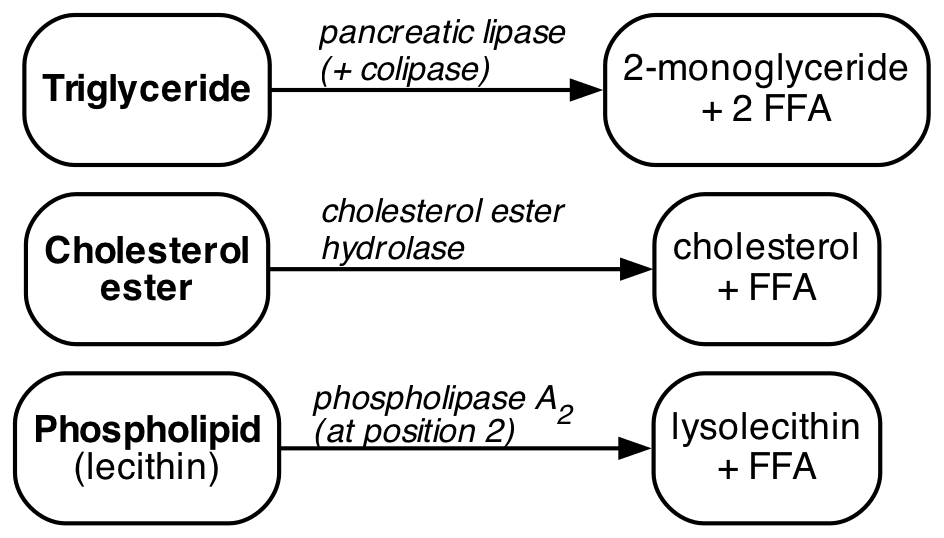 Triglyceride
pancreatic lipase
(+ colipase)
2-monoglyceride
+ 2 FFA
Cholesterol
ester
cholesterol ester
hydrolase
cholesterol
+ FFA
Phospholipid
(lecithin)
phospholipase A₂
(at position 2)
lysolecithin
+ FFA